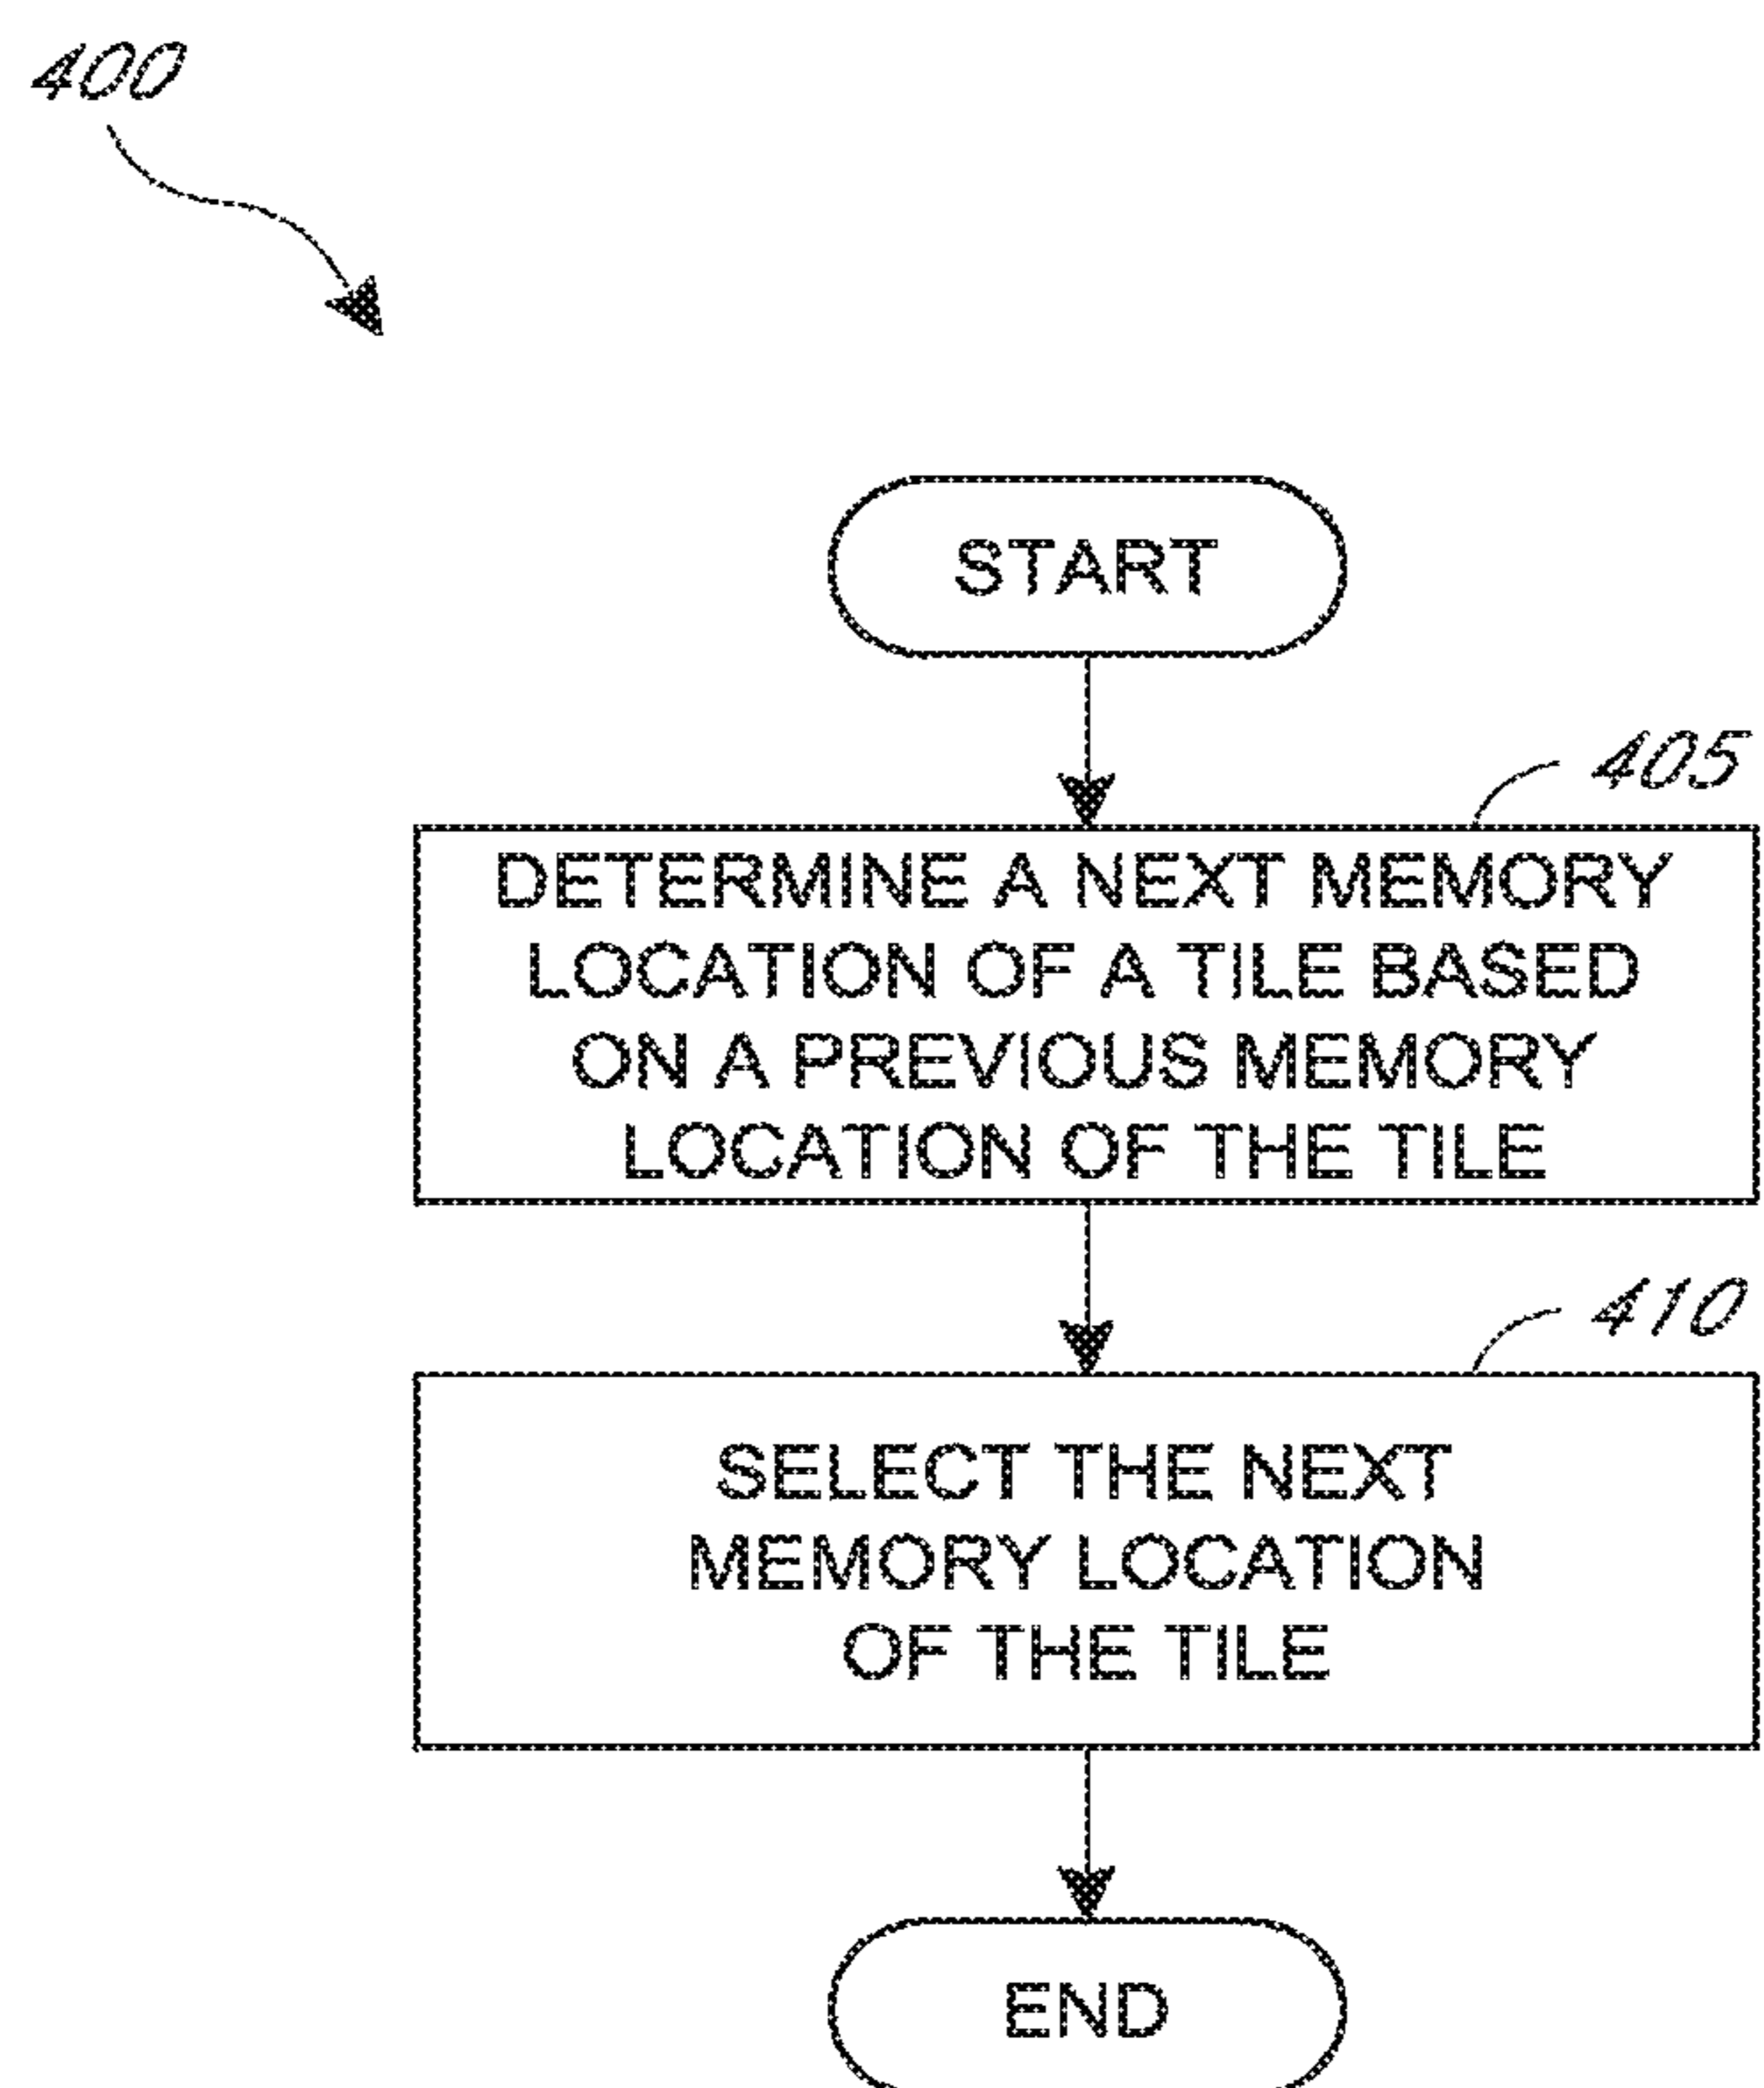 400
START
405
DETERMINE A NEXT MEMORY
LOCATION OF A TILE BASED
ON A PREVIOUS MEMORY
LOCATION OF THE TILE
410
SELECT THE NEXT
MEMORY LOCATION
OF THE TILE
END